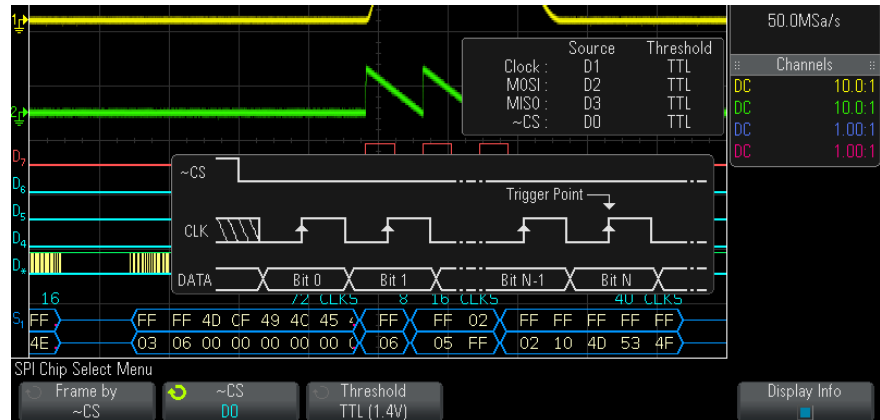 50.0MSa/s
Channels
DC 10.0:1
DC 10.0:1
DC 1.00:1
DC 1.00:1
Source Threshold
Clock : D1 TTL
MOSI : D2 TTL
MISO : D3 TTL
~CS : D0 TTL
1
2
D7
D6
D5
D4
D*
~CS
Trigger Point
CLK
DATA Bit 0 Bit 1 Bit N-1 Bit N
16 72 CLKS 8 16 CLKS 40 CLKS
S1 FF FF FF 4D CF 49 4C 45 FF FF 02 FF FF FF FF FF
4E 03 06 00 00 00 00 00 06 05 FF 02 10 4D 53 4F
SPI Chip Select Menu
Frame by
~CS
~CS
D0
Threshold
TTL (1.4V)
Display Info